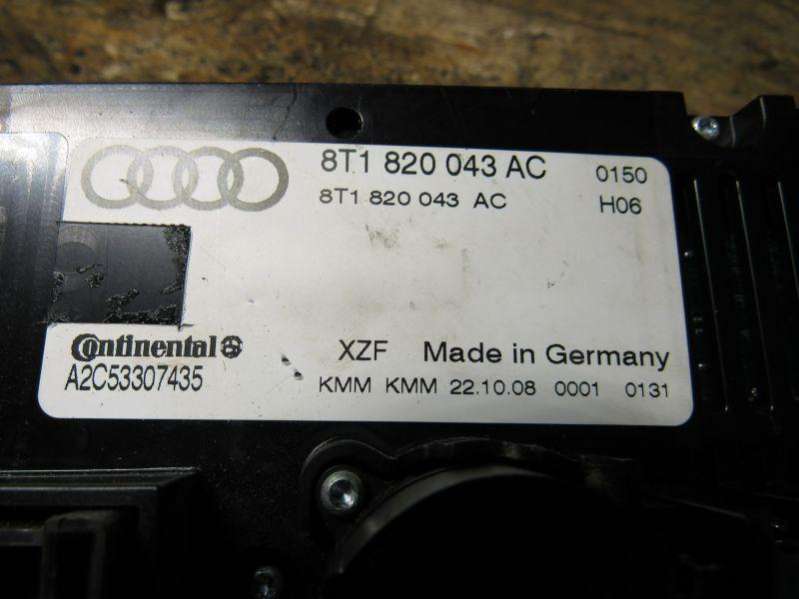 8T1 820 043 AC 0150
8T1 820 043 AC H06
Continental
XZF Made in Germany
A2C53307435
KMM KMM 22.10.08 0001 0131